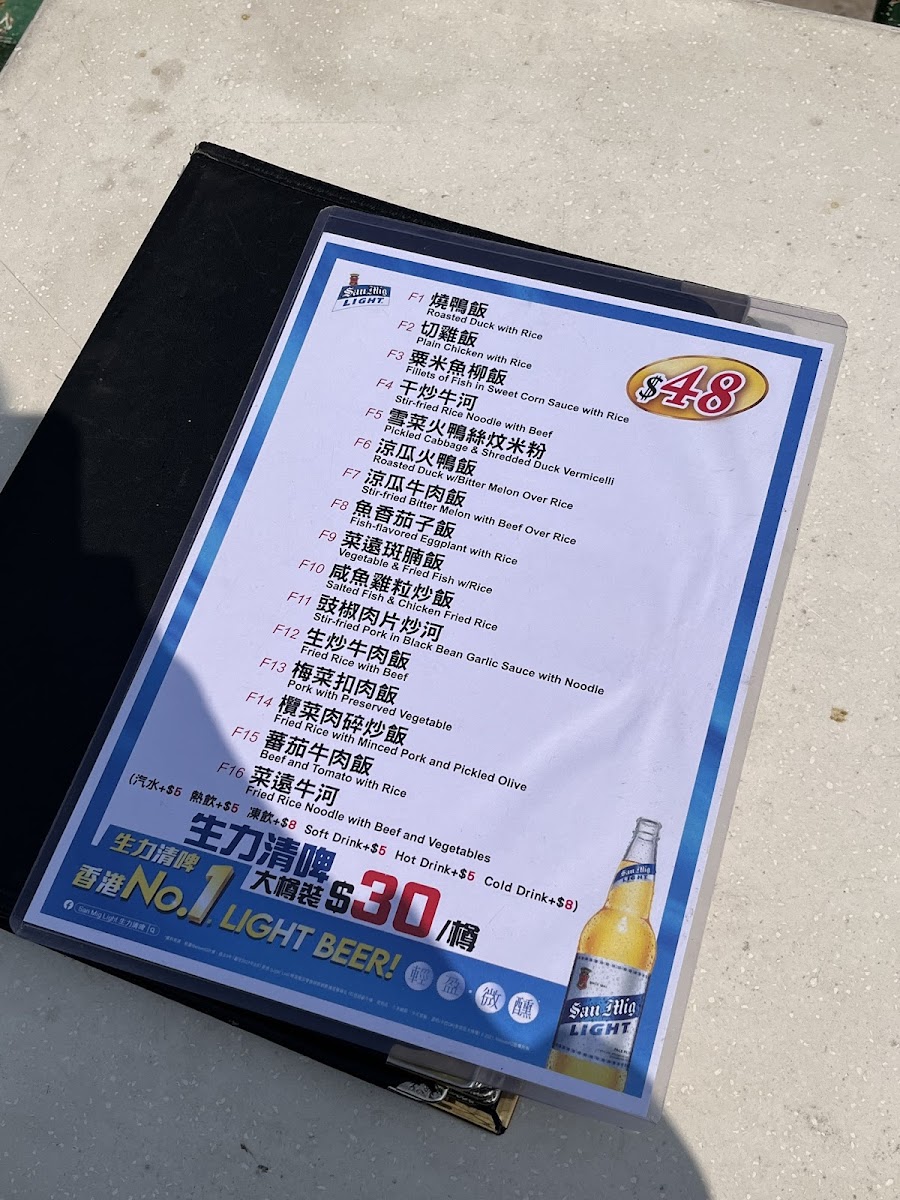 San Mig
LIGHT
F1 燒鴨飯
Roasted Duck with Rice
F2 切雞飯
Plain Chicken with Rice
F3 粟米魚柳飯
Fillets of Fish in Sweet Corn Sauce with Rice
F4 干炒牛河
Stir-fried Rice Noodle with Beef
F5 雪菜火鴨絲炆米粉
Pickled Cabbage & Shredded Duck Vermicelli
F6 涼瓜火鴨飯
Roasted Duck w/Bitter Melon Over Rice
F7 涼瓜牛肉飯
Stir-fried Bitter Melon with Beef Over Rice
F8 魚香茄子飯
Fish-flavored Eggplant with Rice
F9 菜遠斑腩飯
Vegetable & Fried Fish w/Rice
F10 咸魚雞粒炒飯
Salted Fish & Chicken Fried Rice
F11 豉椒肉片炒河
Stir-fried Pork in Black Bean Garlic Sauce with Noodle
F12 生炒牛肉飯
Fried Rice with Beef
F13 梅菜扣肉飯
Pork with Preserved Vegetable
F14 欖菜肉碎炒飯
Fried Rice with Minced Pork and Pickled Olive
F15 蕃茄牛肉飯
Beef and Tomato with Rice
F16 菜遠牛河
Fried Rice Noodle with Beef and Vegetables
$48
(汽水+$5 熱飲+$5 凍飲+$8 Soft Drink+$5 Hot Drink+$5 Cold Drink+$8)
生力清啤
大樽裝$30/樽
生力清啤
香港No.1 LIGHT BEER!
San Mig Light 生力清啤
輕盈·微醺
San Mig
LIGHT
San Mig
LIGHT